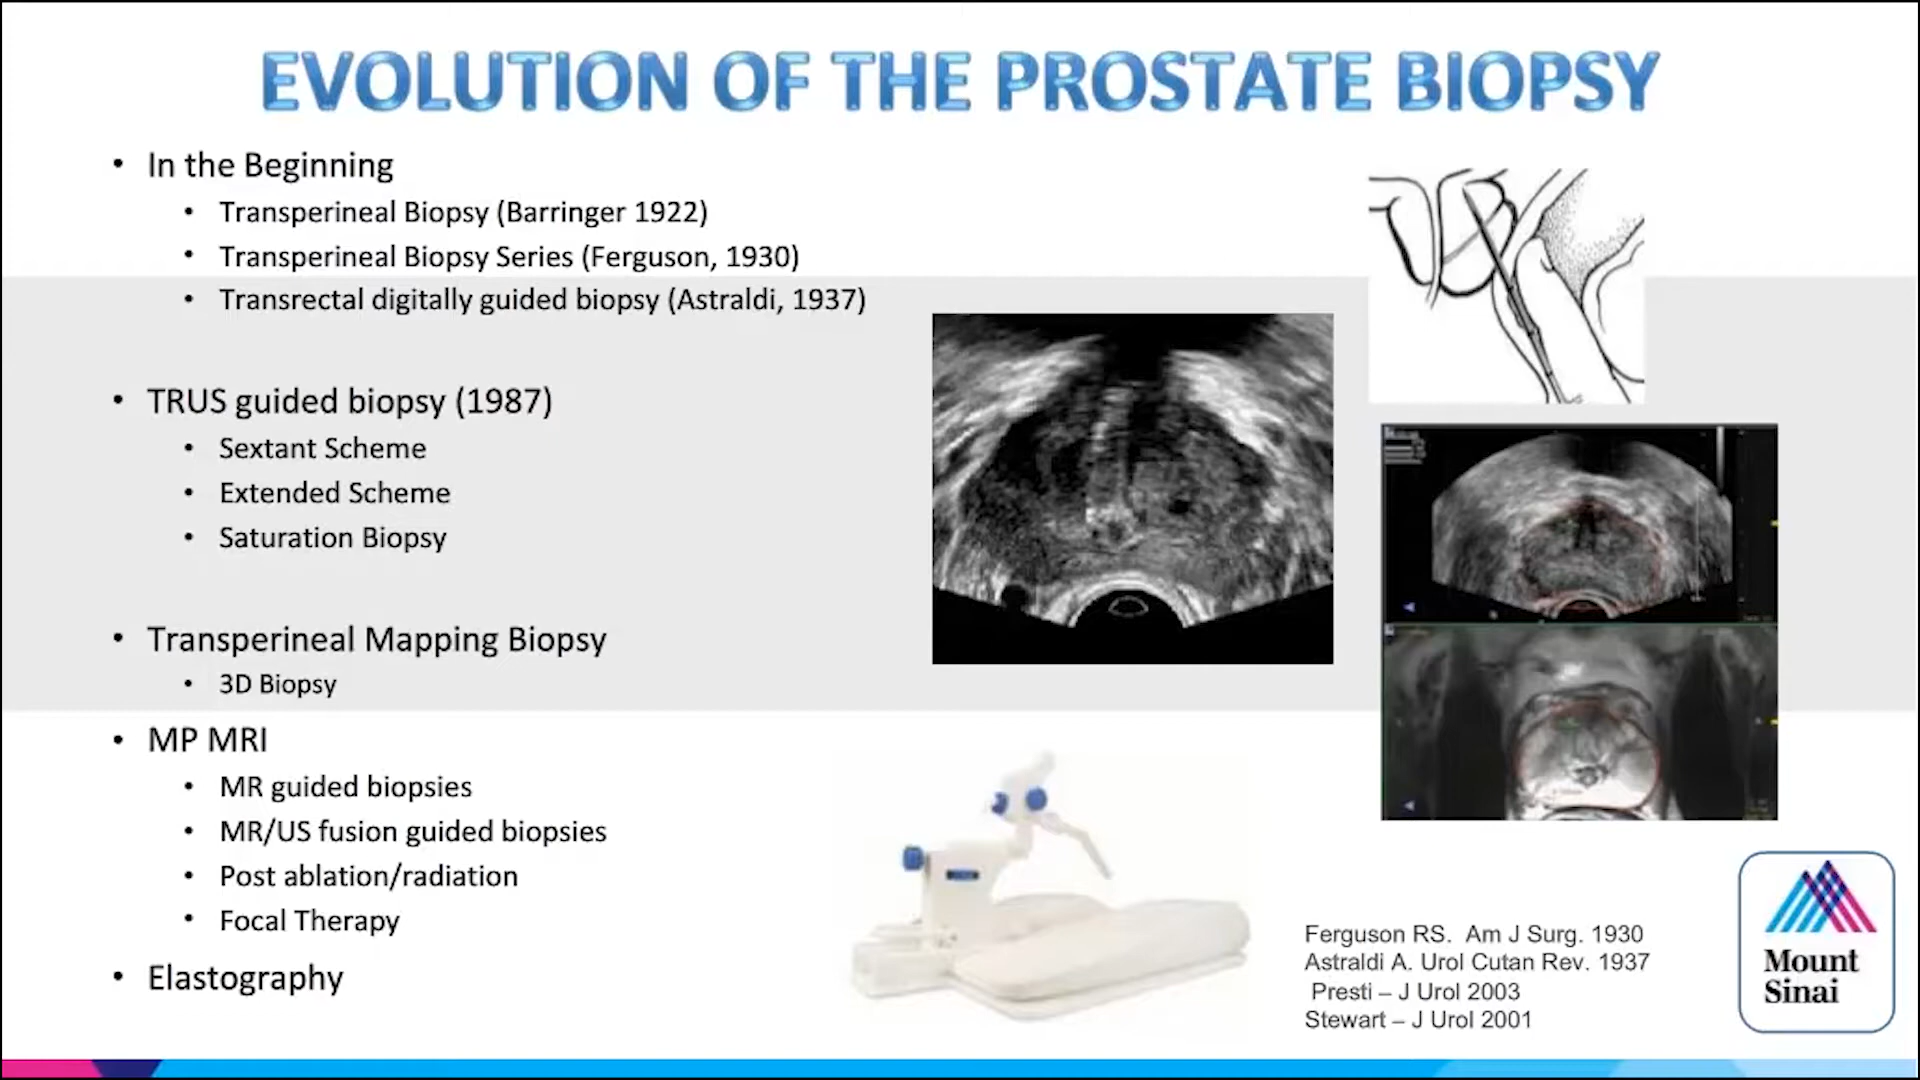 EVOLUTION OF THE PROSTATE BIOPSY
• In the Beginning
• Transperineal Biopsy (Barringer 1922)
• Transperineal Biopsy Series (Ferguson, 1930)
• Transrectal digitally guided biopsy (Astraldi, 1937)
• TRUS guided biopsy (1987)
• Sextant Scheme
• Extended Scheme
• Saturation Biopsy
• Transperineal Mapping Biopsy
• 3D Biopsy
• MP MRI
• MR guided biopsies
• MR/US fusion guided biopsies
• Post ablation/radiation
• Focal Therapy
• Elastography
Ferguson RS. Am J Surg. 1930
Astraldi A. Urol Cutan Rev. 1937
Presti – J Urol 2003
Stewart – J Urol 2001
Mount
Sinai